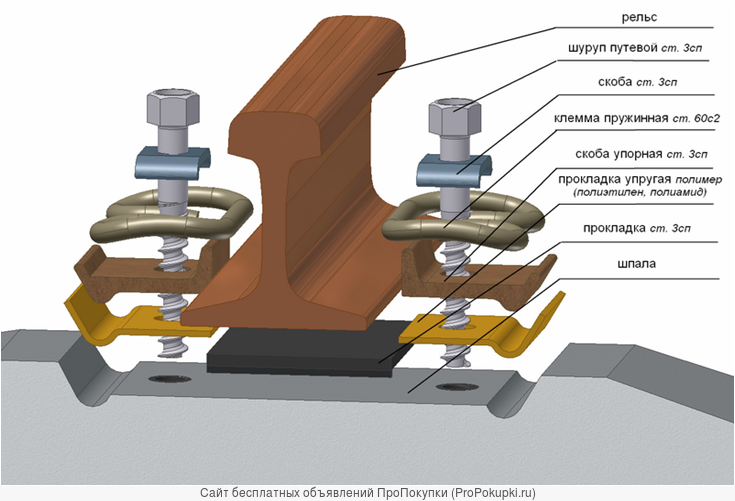 рельс
шуруп путевой ст. 3сп
скоба ст. 3сп
клемма пружинная ст. 60с2
скоба упорная ст. 3сп
прокладка упругая полимер
(полиэтилен, полиамид)
прокладка ст. 3сп
шпала
Сайт бесплатных объявлений ПроПокупки (ProPokupki.ru)